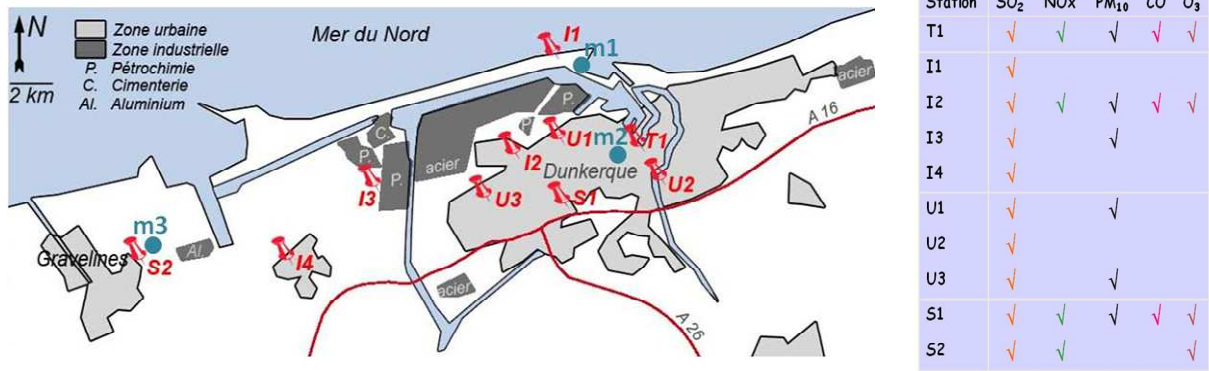 N
2 km
Zone urbaine
Zone industrielle
P. Pétrochimie
C. Cimenterie
Al. Aluminium
Mer du Nord
I1
m1
acier
A 16
P.
P.
C.
P.
P.
acier
U1
m2
T1
I2
Dunkerque
U2
I3
U3
S1
m3
Gravelines
S2
Al.
I4
acier
A 26
Station SO2 NOx PM10 CO O3
T1 √ √ √ √ √
I1 √
I2 √ √ √ √ √
I3 √ √
I4 √
U1 √ √
U2 √
U3 √ √
S1 √ √ √ √ √
S2 √ √ √